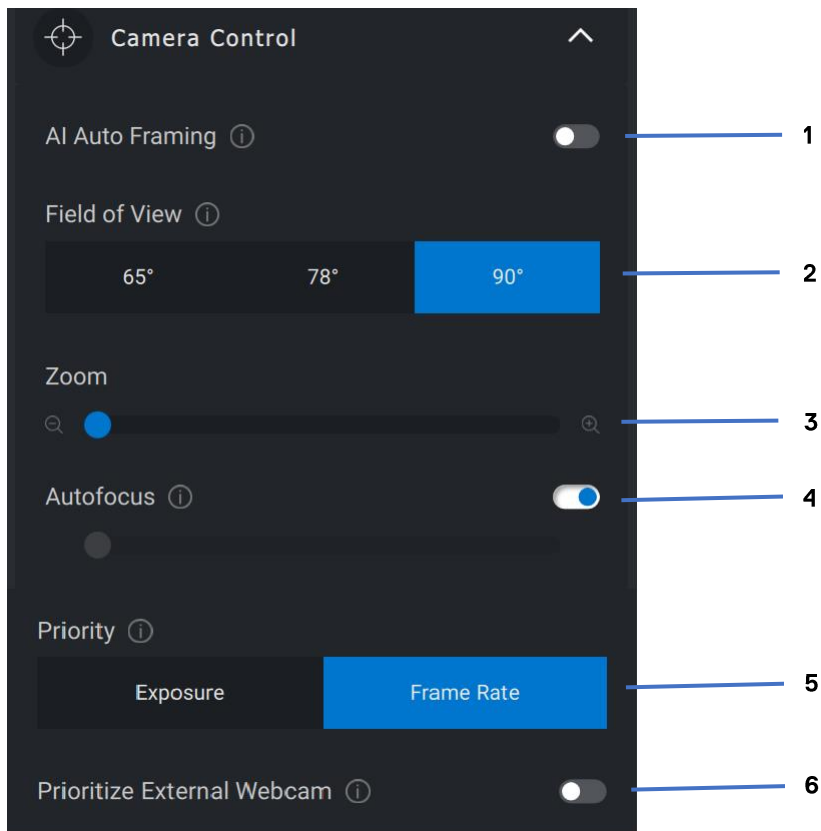 Camera Control
AI Auto Framing
1
Field of View
65° 78° 90°
2
Zoom
3
Autofocus
4
Priority
Exposure Frame Rate
5
Prioritize External Webcam
6